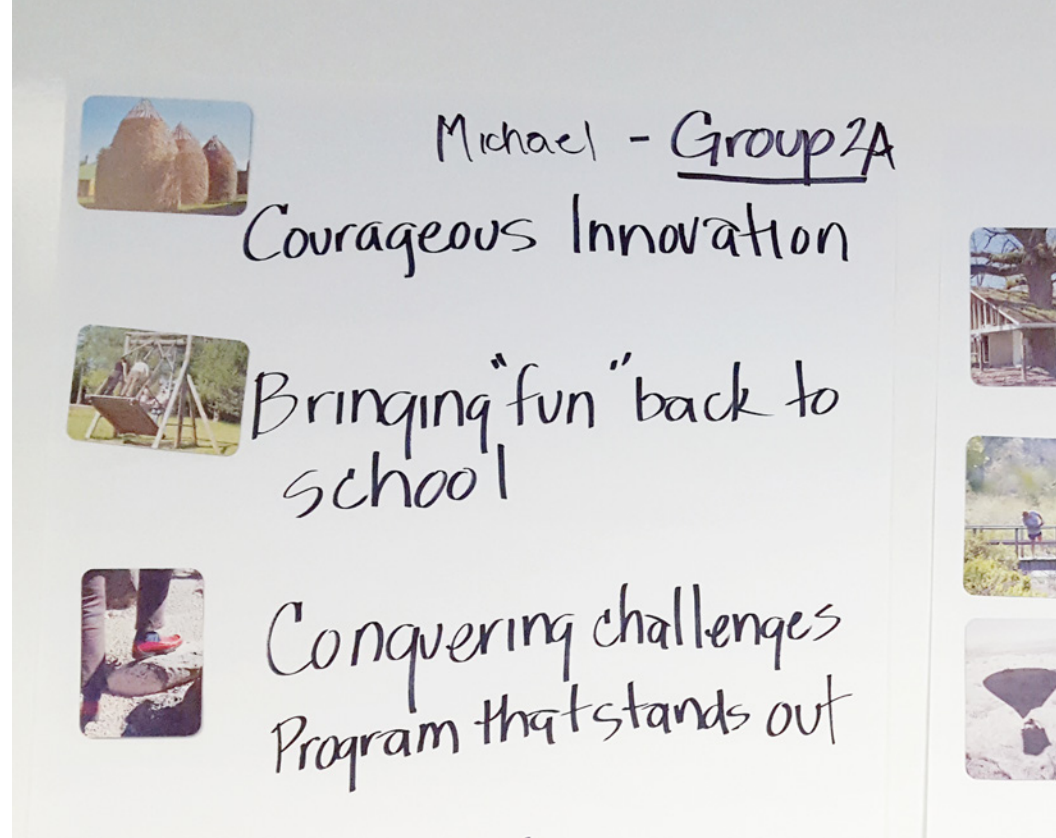 Michael - Group 2A
Courageous Innovation
Bringing "fun" back to
school
Conquering challenges
Program that stands out